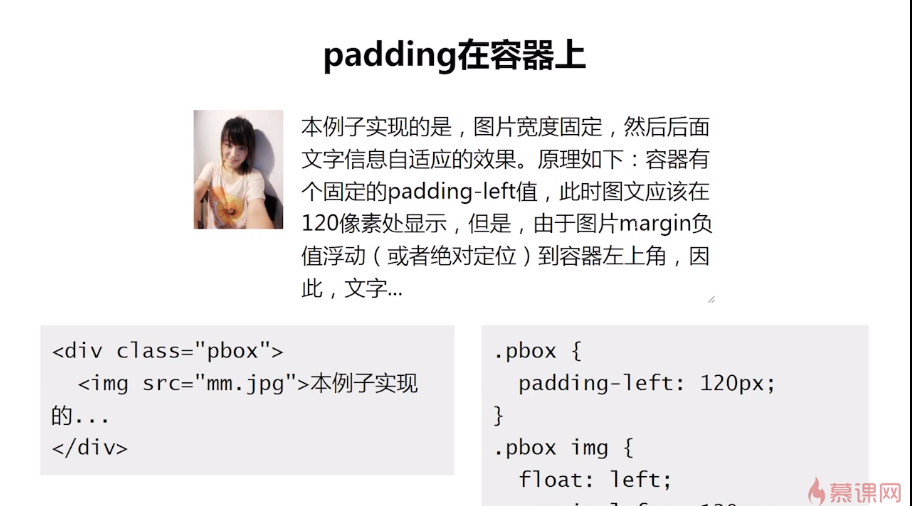 padding在容器上
本例子实现的是，图片宽度固定，然后后面
文字信息自适应的效果。原理如下：容器有
个固定的padding-left值，此时图文应该在
120像素处显示，但是，由于图片margin负
值浮动（或者绝对定位）到容器左上角，因
此，文字...
<div class="pbox">
<img src="mm.jpg">本例子实现
的...
</div>
.pbox {
padding-left: 120px;
}
.pbox img {
float: left;
慕课网